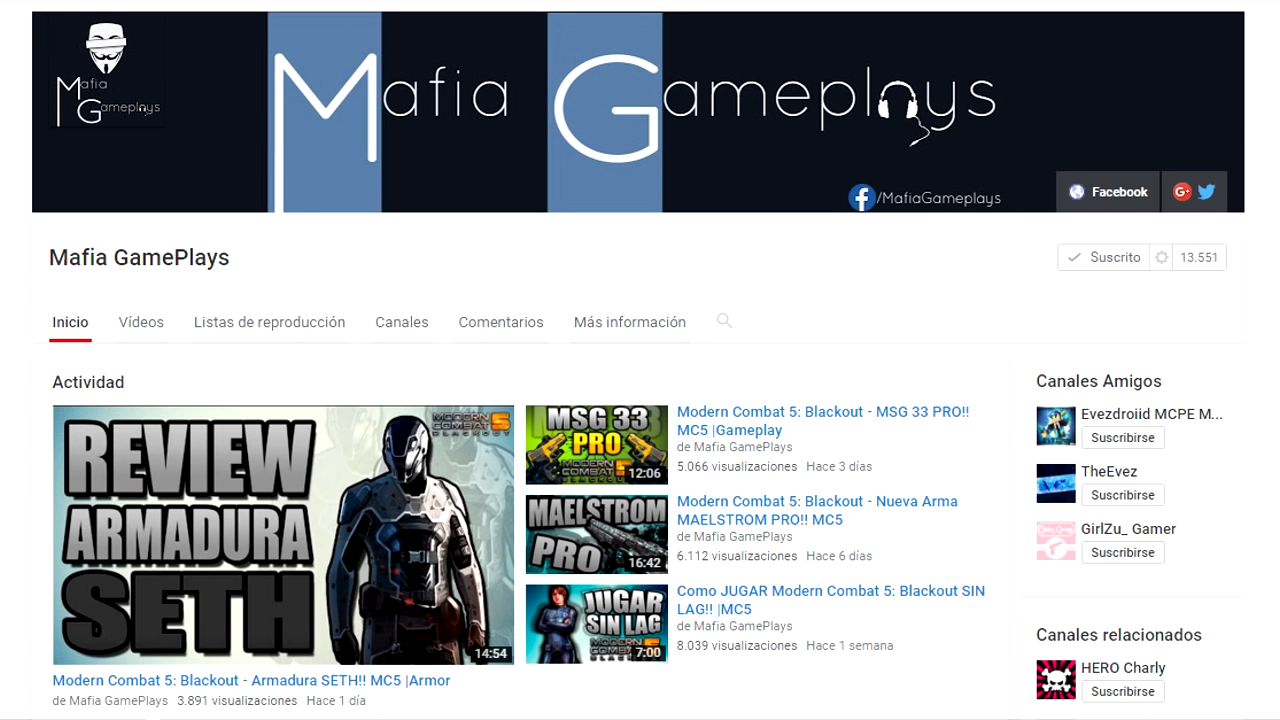 Mafia
Gameplays
Mafia Gameplays
/MafiaGameplays
Facebook
Mafia GamePlays
Suscrito
13.551
Inicio
Vídeos
Listas de reproducción
Canales
Comentarios
Más información
Actividad
REVIEW
ARMADURA
SETH
MODERN
COMBAT 5
BLACKOUT
14:54
Modern Combat 5: Blackout - Armadura SETH!! MC5 |Armor
de Mafia GamePlays 3.891 visualizaciones Hace 1 día
MSG 33
PRO
MODERN
COMBAT 5
12:06
Modern Combat 5: Blackout - MSG 33 PRO!!
MC5 |Gameplay
de Mafia GamePlays
5.066 visualizaciones Hace 3 días
MAELSTROM
PRO
16:42
Modern Combat 5: Blackout - Nueva Arma
MAELSTROM PRO!! MC5
de Mafia GamePlays
6.112 visualizaciones Hace 6 días
JUGAR
SIN LAG
MODERN
7:00
Como JUGAR Modern Combat 5: Blackout SIN
LAG!! |MC5
de Mafia GamePlays
8.039 visualizaciones Hace 1 semana
Canales Amigos
Evezdroiid MCPE M...
Suscribirse
TheEvez
Suscribirse
GirlZu_ Gamer
Suscribirse
Canales relacionados
HERO Charly
Suscribirse